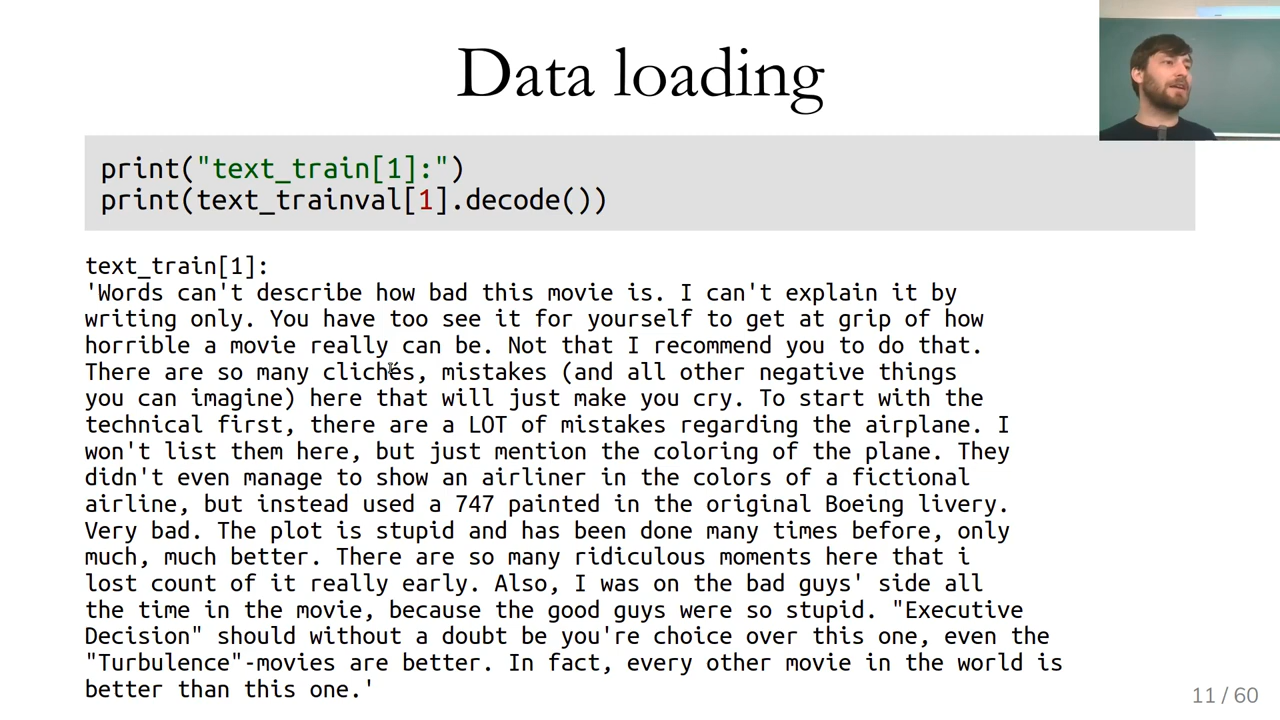 Data loading
print("text_train[1]:")
print(text_trainval[1].decode())
text_train[1]:
'Words can't describe how bad this movie is. I can't explain it by
writing only. You have too see it for yourself to get at grip of how
horrible a movie really can be. Not that I recommend you to do that.
There are so many clichés, mistakes (and all other negative things
you can imagine) here that will just make you cry. To start with the
technical first, there are a LOT of mistakes regarding the airplane. I
won't list them here, but just mention the coloring of the plane. They
didn't even manage to show an airliner in the colors of a fictional
airline, but instead used a 747 painted in the original Boeing livery.
Very bad. The plot is stupid and has been done many times before, only
much, much better. There are so many ridiculous moments here that i
lost count of it really early. Also, I was on the bad guys' side all
the time in the movie, because the good guys were so stupid. "Executive
Decision" should without a doubt be you're choice over this one, even the
"Turbulence"-movies are better. In fact, every other movie in the world is
better than this one.'
11 / 60